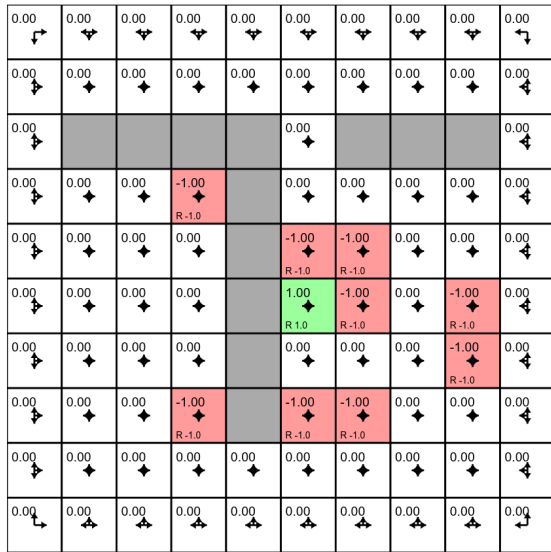 0.00 0.00 0.00 0.00 0.00 0.00 0.00 0.00 0.00 0.00
0.00 0.00 0.00 0.00 0.00 0.00 0.00 0.00 0.00 0.00
0.00 0.00 0.00
0.00 0.00 0.00 -1.00 0.00 0.00 0.00 0.00 0.00
R -1.0
0.00 0.00 0.00 0.00 -1.00 -1.00 0.00 0.00 0.00
R -1.0 R -1.0
0.00 0.00 0.00 0.00 1.00 -1.00 0.00 -1.00 0.00
R 1.0 R -1.0 R -1.0
0.00 0.00 0.00 0.00 0.00 0.00 0.00 -1.00 0.00
R -1.0
0.00 0.00 0.00 -1.00 -1.00 -1.00 0.00 0.00 0.00
R -1.0 R -1.0 R -1.0
0.00 0.00 0.00 0.00 0.00 0.00 0.00 0.00 0.00 0.00
0.00 0.00 0.00 0.00 0.00 0.00 0.00 0.00 0.00 0.00